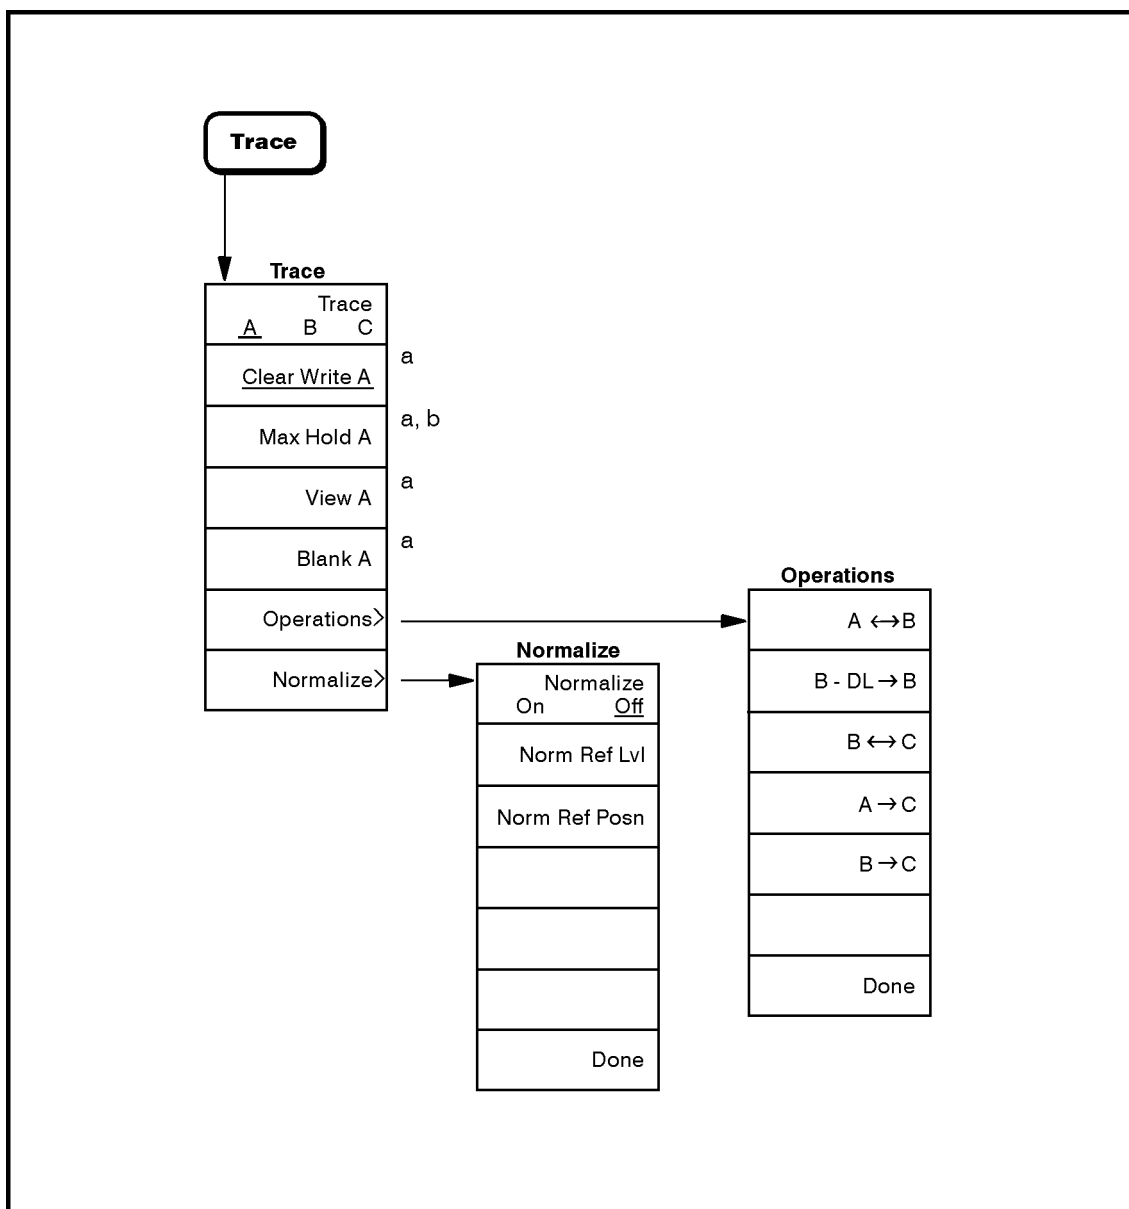 Trace
Trace
Trace
A B C
Clear Write A
a
Max Hold A
a, b
View A
a
Blank A
a
Operations>
Normalize>
Normalize
Normalize
On Off
Norm Ref Lvl
Norm Ref Posn
Done
Operations
A ↔ B
B - DL → B
B ↔ C
A → C
B → C
Done